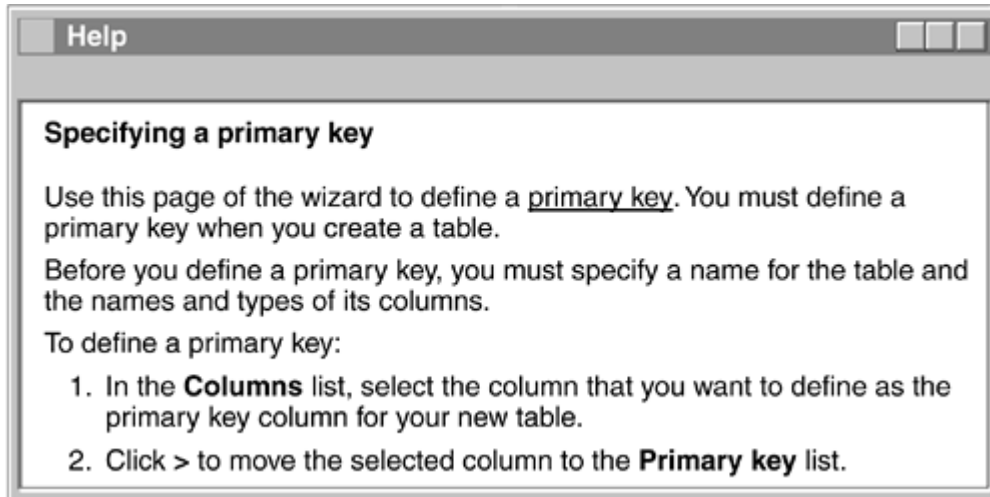 Help
Specifying a primary key
Use this page of the wizard to define a primary key. You must define a
primary key when you create a table.
Before you define a primary key, you must specify a name for the table and
the names and types of its columns.
To define a primary key:
1. In the Columns list, select the column that you want to define as the
primary key column for your new table.
2. Click > to move the selected column to the Primary key list.